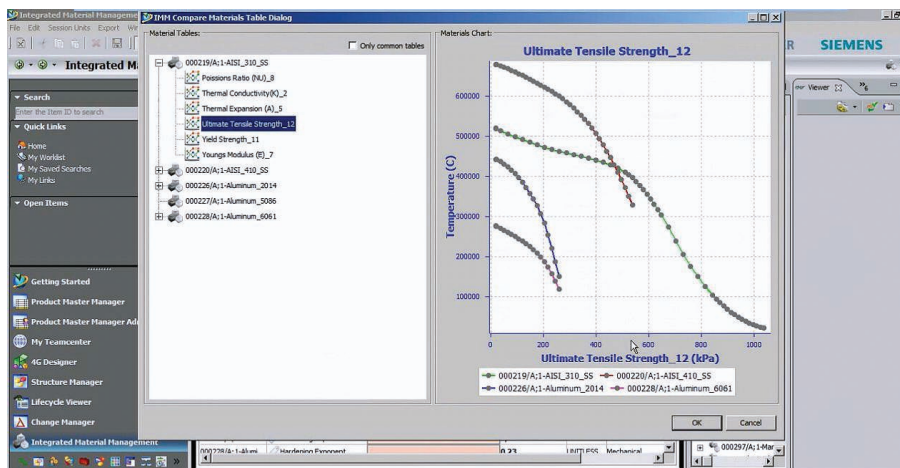 Integrated Material Manageme
IMM Compare Materials Table Dialog
File Edit Session Units Export
SIEMENS
Integrated M
Viewer
Search
Enter the Item ID to search
Quick Links
Home
My Worklist
My Saved Searches
My Links
Open Items
Getting Started
Product Master Manager
Product Master Manager Ad
My Teamcenter
4G Designer
Structure Manager
Lifecycle Viewer
Change Manager
Integrated Material Management
Material Tables:
Only common tables
000219/A;1-AISI_310_SS
Poissions Ratio (NU)_8
Thermal Conductivity(K)_2
Thermal Expansion (A)_5
Ultimate Tensile Strength_12
Yield Strength_11
Youngs Modulus (E)_7
000220/A;1-AISI_410_SS
000226/A;1-Aluminum_2014
000227/A;1-Aluminum_5086
000228/A;1-Aluminum_6061
Materials Chart:
Ultimate Tensile Strength_12
Temperature (C)
600000
500000
400000
300000
200000
100000
0 200 400 600 800 1000
Ultimate Tensile Strength_12 (kPa)
000219/A;1-AISI_310_SS 000220/A;1-AISI_410_SS
000226/A;1-Aluminum_2014 000228/A;1-Aluminum_6061
OK Cancel
000228/A;1-Alumi Hardening Exponent 0.23 UNITLESS Mechanical
000297/A;1-Mar